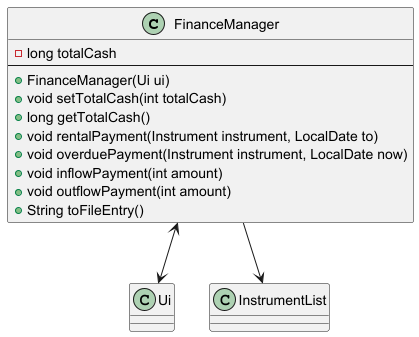 C FinanceManager
long totalCash
FinanceManager(Ui ui)
void setTotalCash(int totalCash)
long getTotalCash()
void rentalPayment(Instrument instrument, LocalDate to)
void overduePayment(Instrument instrument, LocalDate now)
void inflowPayment(int amount)
void outflowPayment(int amount)
String toFileEntry()
C Ui
C InstrumentList